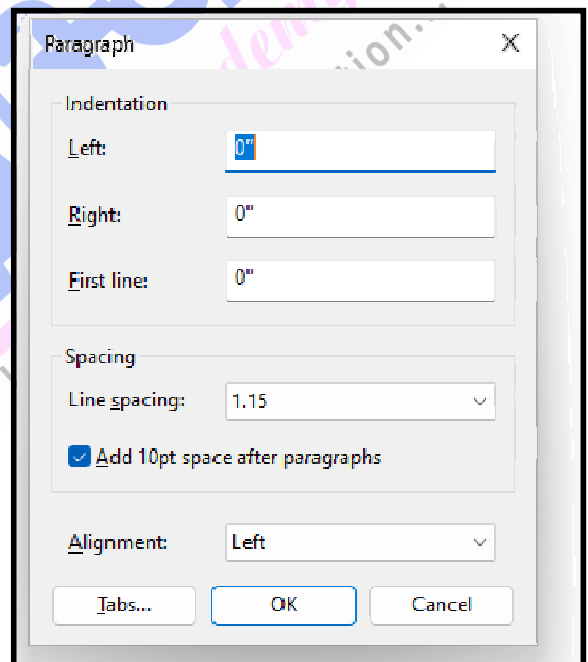 Paragraph
Indentation
Left: 0"
Right: 0"
First line: 0"
Spacing
Line spacing: 1.15
Add 10pt space after paragraphs
Alignment: Left
Tabs... OK Cancel